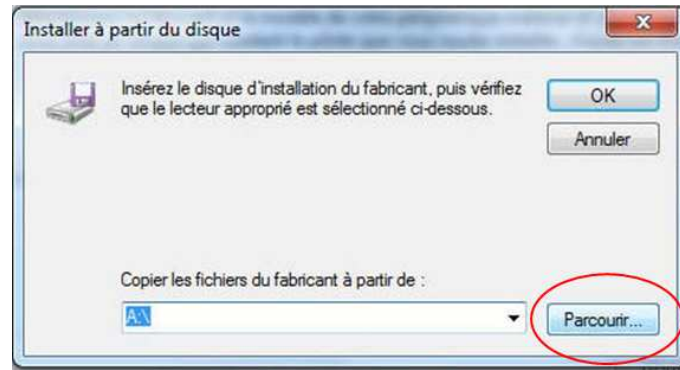 Installer à partir du disque
Insérez le disque d'installation du fabricant, puis vérifiez
que le lecteur approprié est sélectionné ci-dessous.
OK
Annuler
Copier les fichiers du fabricant à partir de :
A:\
Parcourir...